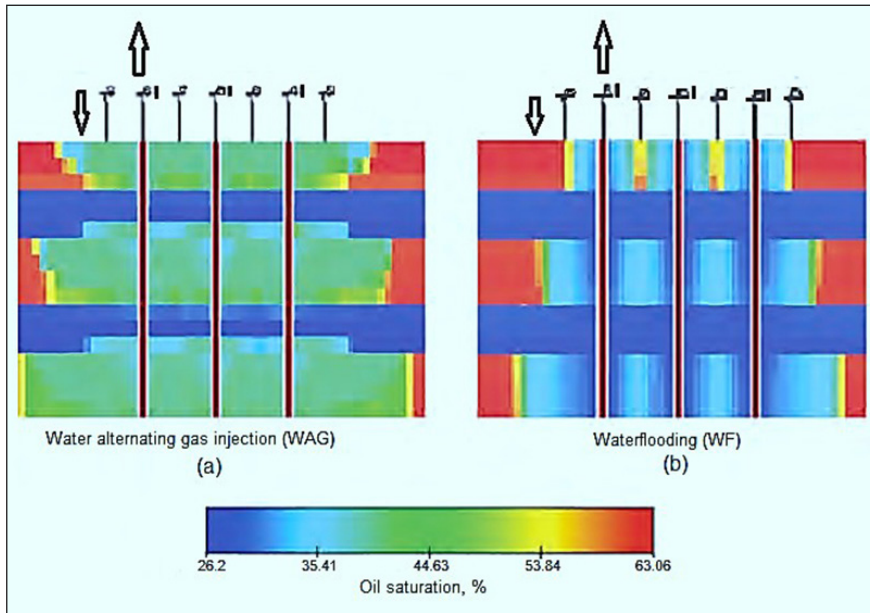 Water alternating gas injection (WAG)
(a)
Waterflooding (WF)
(b)
26.2 35.41 44.63 53.84 63.06
Oil saturation, %